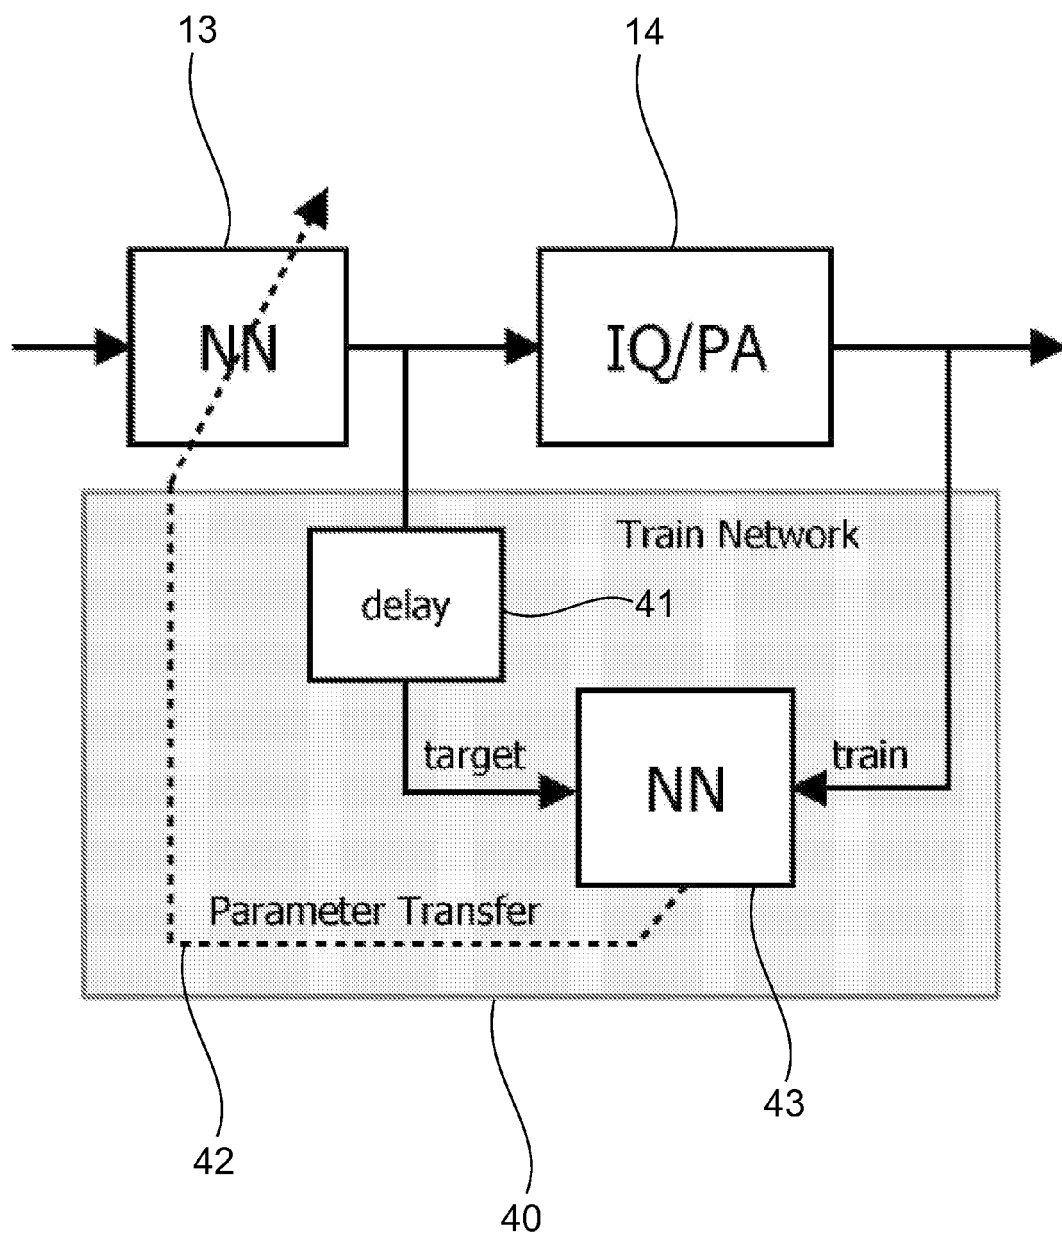 13
14
NN
IQ/PA
Train Network
delay
41
target
train
NN
Parameter Transfer
43
42
40